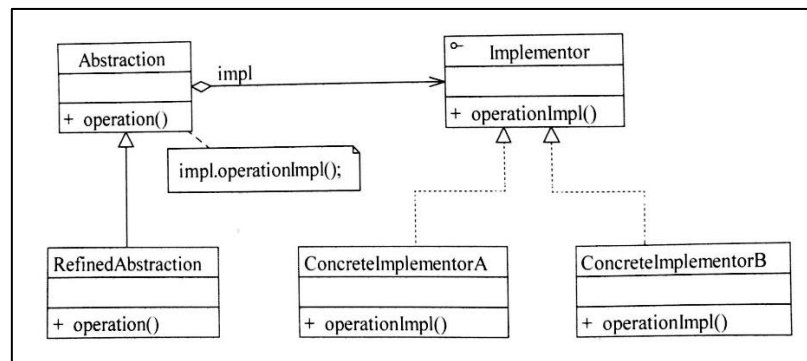 Abstraction
Implementor
impl
+ operation()
+ operationImpl()
impl.operationImpl();
RefinedAbstraction
ConcreteImplementorA
ConcreteImplementorB
+ operation()
+ operationImpl()
+ operationImpl()